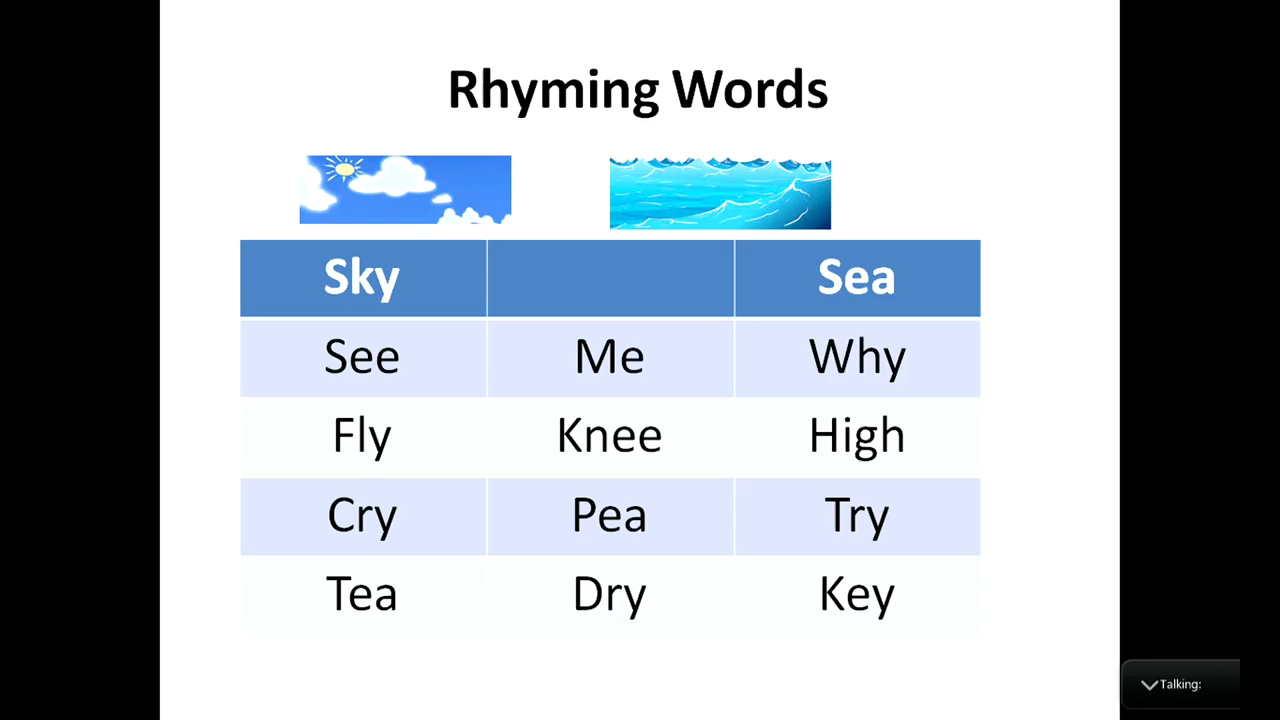 Rhyming Words
Sky Sea
See Me Why
Fly Knee High
Cry Pea Try
Tea Dry Key
Talking: